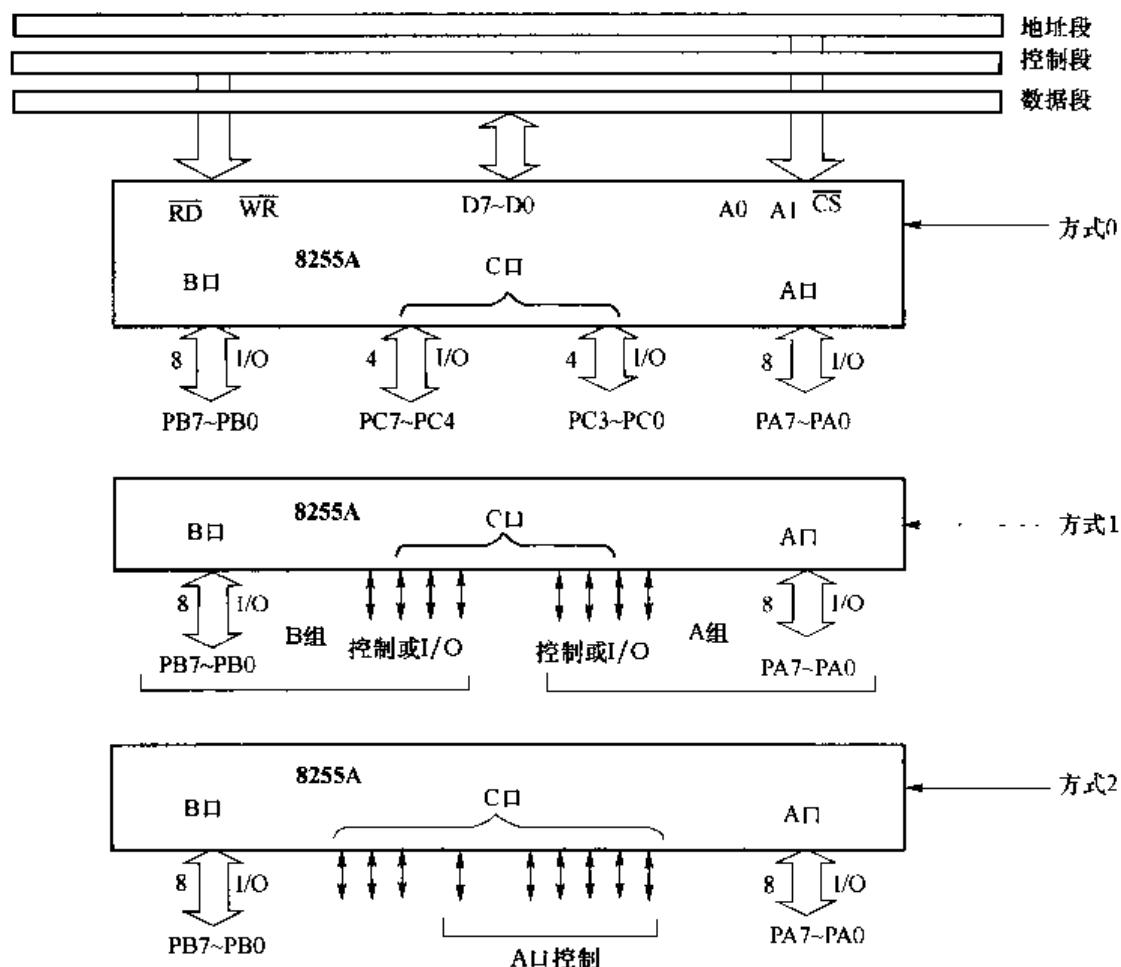 地址段
控制段
数据段
RD WR D7~D0 A0 A1 CS
方式0
8255A C口
B口 A口
8 I/O 4 I/O 4 I/O 8 I/O
PB7~PB0 PC7~PC4 PC3~PC0 PA7~PA0
8255A
B口 C口 A口
方式1
8 I/O 8 I/O
B组 控制或I/O 控制或I/O A组
PB7~PB0 PA7~PA0
8255A
B口 C口 A口
方式2
8 I/O 8 I/O
PB7~PB0 PA7~PA0
A口控制